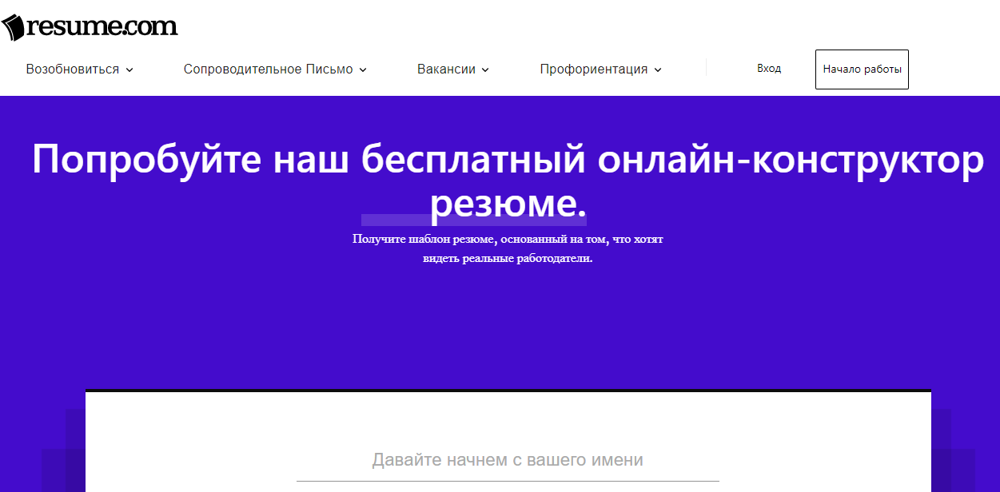 resume.com
Возобновиться
Сопроводительное Письмо
Вакансии
Профориентация
Вход
Начало работы
Попробуйте наш бесплатный онлайн-конструктор
резюме.
Получите шаблон резюме, основанный на том, что хотят
видеть реальные работодатели.
Давайте начнем с вашего имени